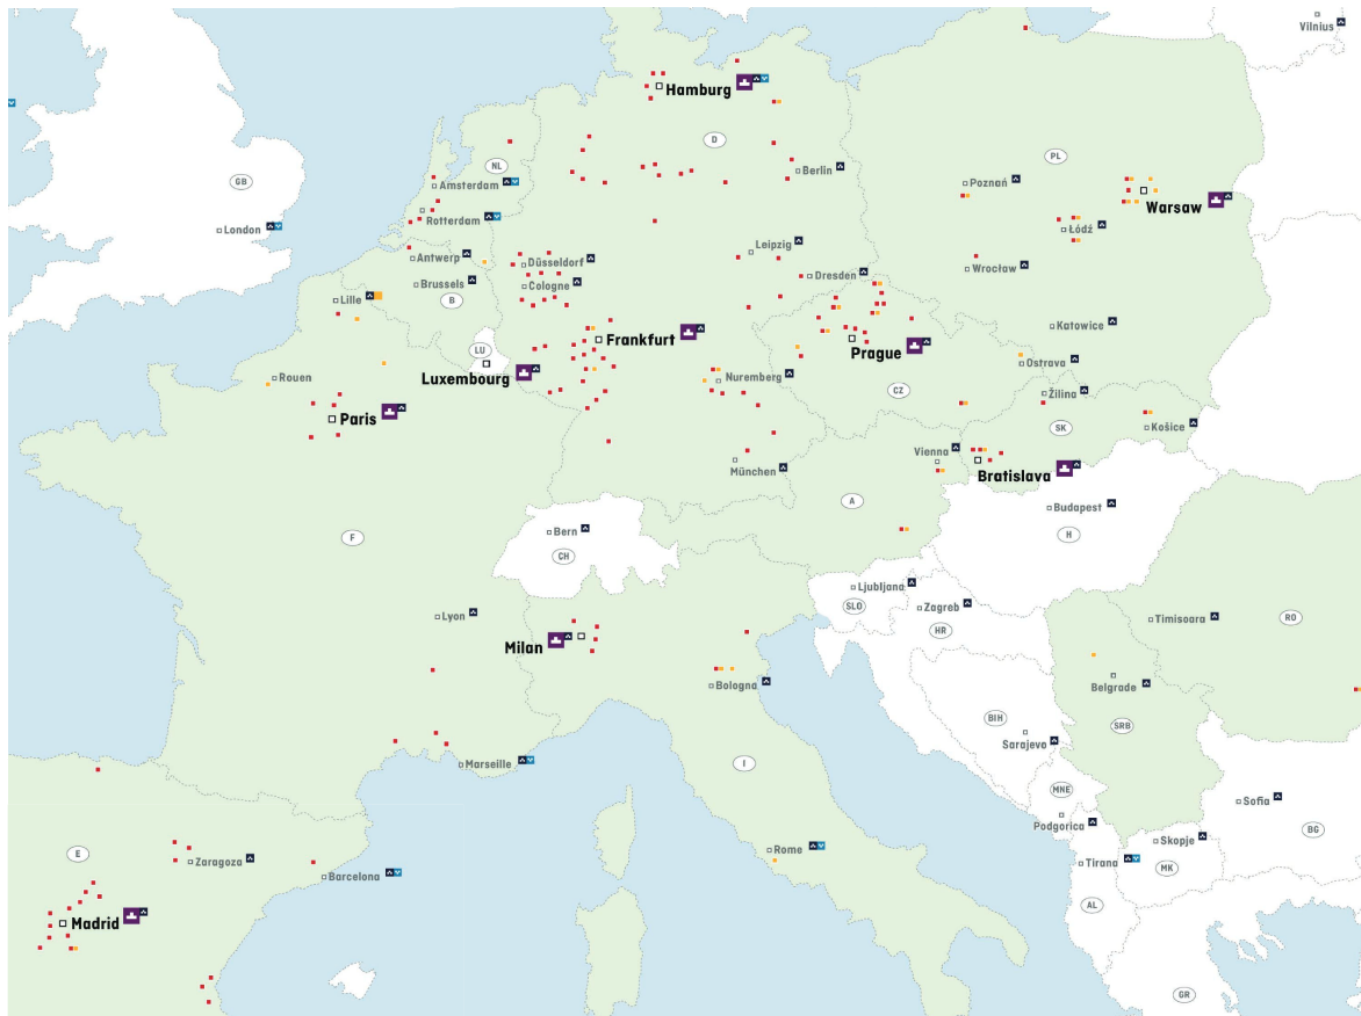 Vilnius
Hamburg
D
NL
PL
GB
Amsterdam
Berlin
Poznań
Warsaw
Rotterdam
London
Łódź
Leipzig
Antwerp
Düsseldorf
Dresden
Wrocław
Brussels
Cologne
B
Lille
Katowice
Frankfurt
Prague
LU
Luxembourg
Ostrava
Rouen
Nuremberg
CZ
Žilina
Paris
SK
Košice
Vienna
München
Bratislava
A
Budapest
H
F
Bern
CH
Ljubljana
SLO
Zagreb
HR
Timisoara
RO
Lyon
Milan
Bologna
Belgrade
BIH
SRB
Sarajevo
Marseille
I
MNE
Sofia
Podgorica
BG
Skopje
MK
E
Zaragoza
Rome
Tirana
Barcelona
AL
Madrid
GR